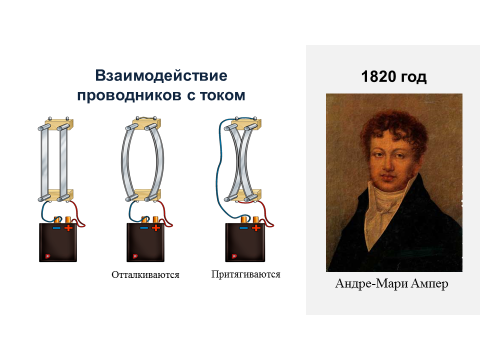 Взаимодействие
проводников с током
1820 год
Отталкиваются
Притягиваются
Андре-Мари Ампер